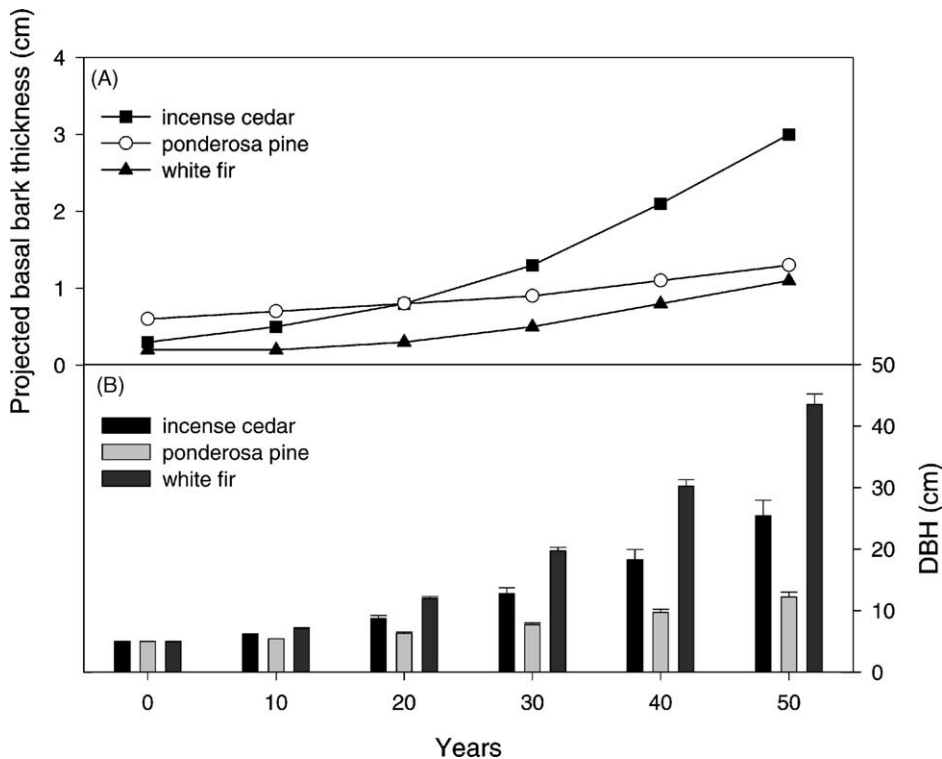 Projected basal bark thickness (cm)
4
3
2
1
0
(A)
incense cedar
ponderosa pine
white fir
(B)
incense cedar
ponderosa pine
white fir
50
40
30
20
10
0
DBH (cm)
0 10 20 30 40 50
Years